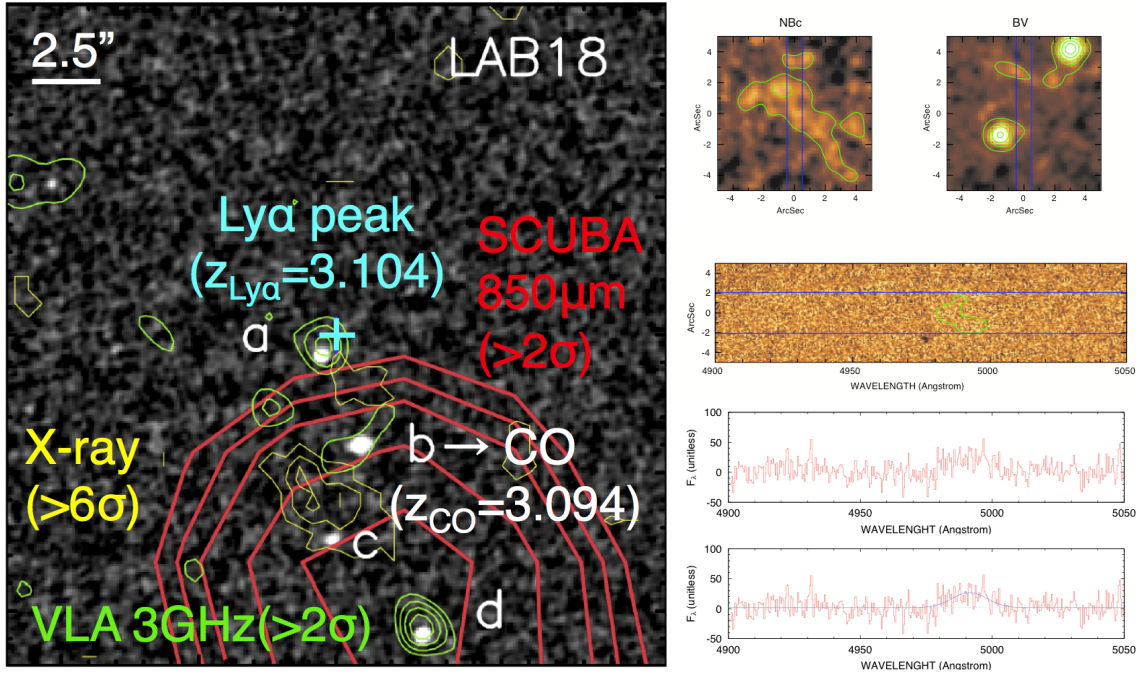 2.5”
LAB18
Lyα peak
(zLyα=3.104)
SCUBA
850μm
(>2σ)
a
X-ray
(>6σ)
b → CO
(zCO=3.094)
c
d
VLA 3GHz(>2σ)
NBc
ArcSec
4
2
0
-2
-4
-4 -2 0 2 4
ArcSec
BV
ArcSec
4
2
0
-2
-4
-4 -2 0 2 4
ArcSec
ArcSec
4
2
0
-2
-4
4900 4950 5000 5050
WAVELENGTH (Angstrom)
Fλ (unitless)
100
50
0
-50
4900 4950 5000 5050
WAVELENGHT (Angstrom)
Fλ (unitless)
100
50
0
-50
4900 4950 5000 5050
WAVELENGHT (Angstrom)